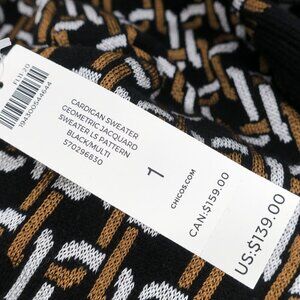 CARDIGAN SWEATER
GEOMETRIC JACQUARD
SWEATER LS PATTERN
BLACK/MULTI
570296830
1
CHICOS.COM
CAN-$159.00
US.$139.00